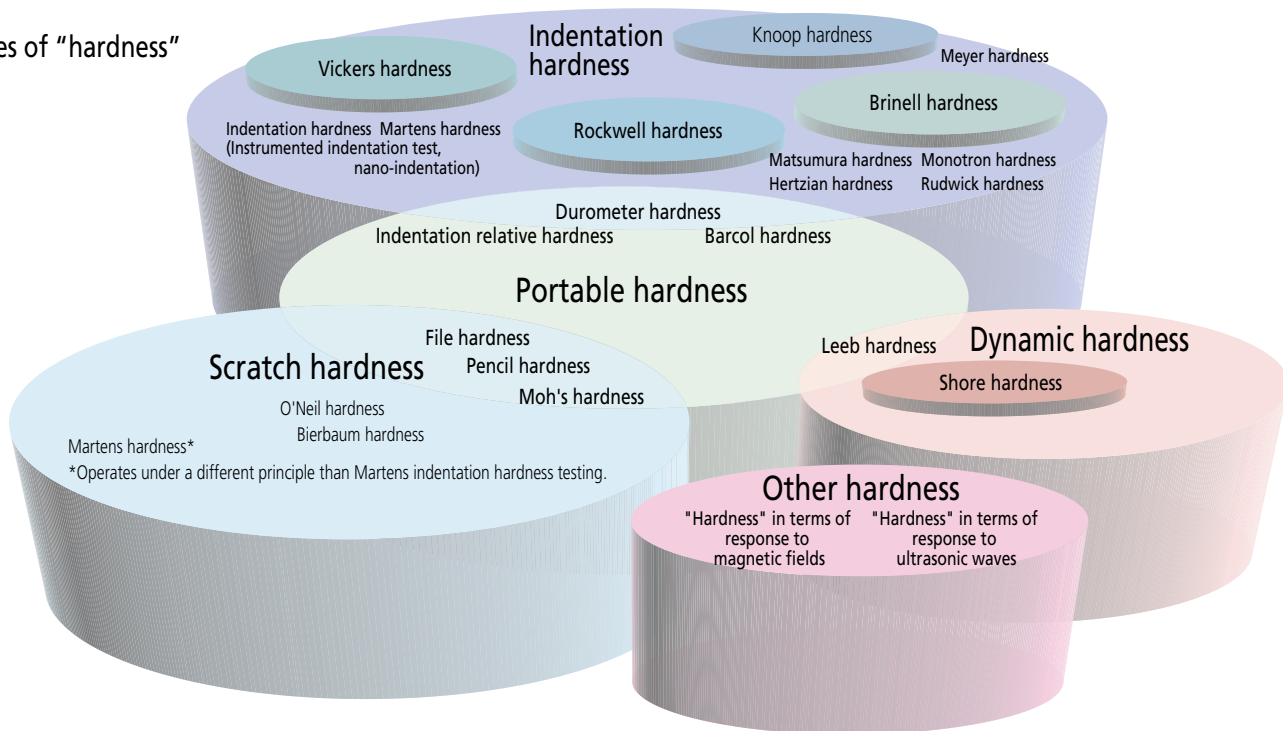 es of “hardness”
Indentation
hardness
Knoop hardness
Meyer hardness
Vickers hardness
Brinell hardness
Rockwell hardness
Indentation hardness Martens hardness
(Instrumented indentation test,
nano-indentation)
Matsumura hardness Monotron hardness
Hertzian hardness Rudwick hardness
Durometer hardness
Indentation relative hardness Barcol hardness
Portable hardness
File hardness
Pencil hardness
Moh's hardness
Scratch hardness
O'Neil hardness
Bierbaum hardness
Martens hardness*
*Operates under a different principle than Martens indentation hardness testing.
Leeb hardness
Dynamic hardness
Shore hardness
Other hardness
"Hardness" in terms of
response to
magnetic fields
"Hardness" in terms of
response to
ultrasonic waves